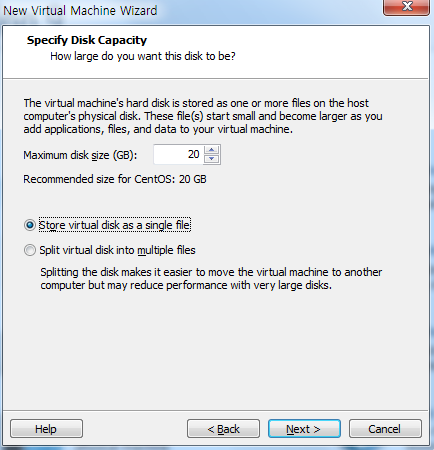 New Virtual Machine Wizard
Specify Disk Capacity
How large do you want this disk to be?
The virtual machine's hard disk is stored as one or more files on the host
computer's physical disk. These file(s) start small and become larger as you
add applications, files, and data to your virtual machine.
Maximum disk size (GB): 20
Recommended size for CentOS: 20 GB
Store virtual disk as a single file
Split virtual disk into multiple files
Splitting the disk makes it easier to move the virtual machine to another
computer but may reduce performance with very large disks.
Help < Back Next > Cancel